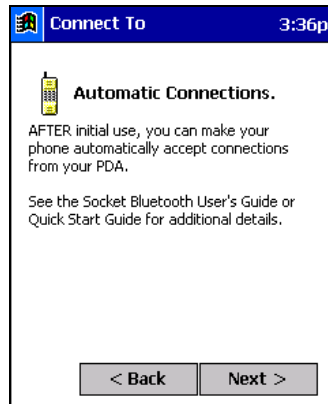 Connect To 3:36p
Automatic Connections.
AFTER initial use, you can make your
phone automatically accept connections
from your PDA.
See the Socket Bluetooth User's Guide or
Quick Start Guide for additional details.
< Back Next >